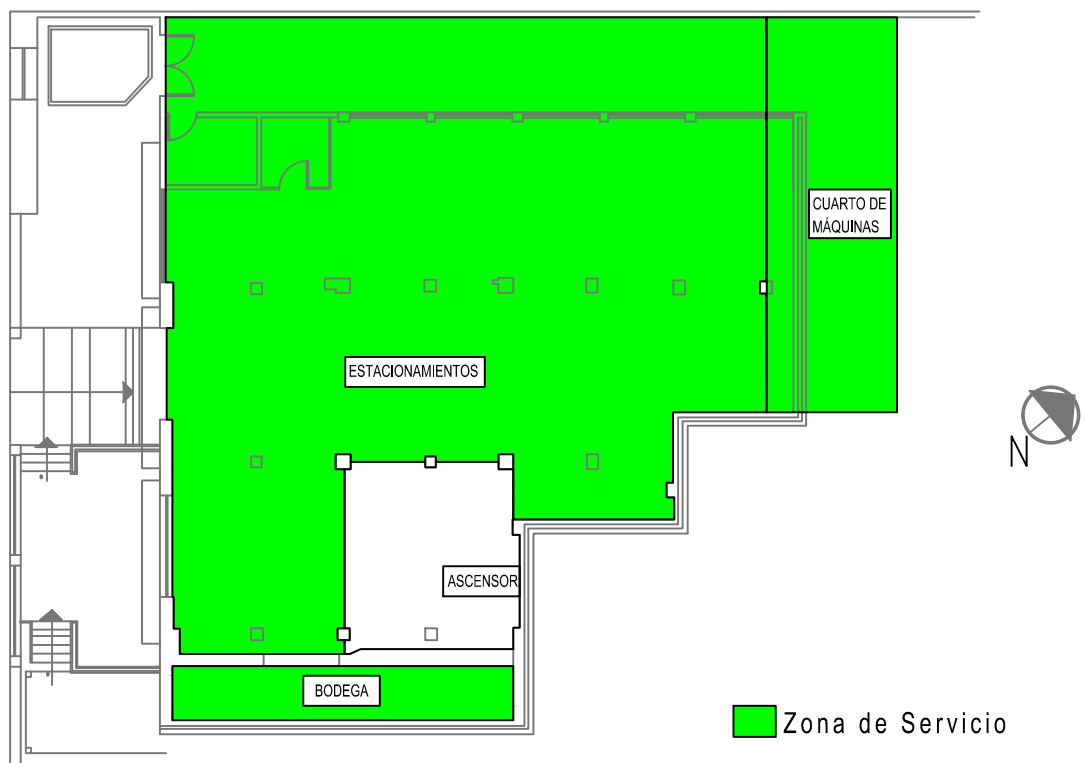 CUARTO DE
MÁQUINAS
ESTACIONAMIENTOS
N
ASCENSOR
BODEGA
Zona de Servicio